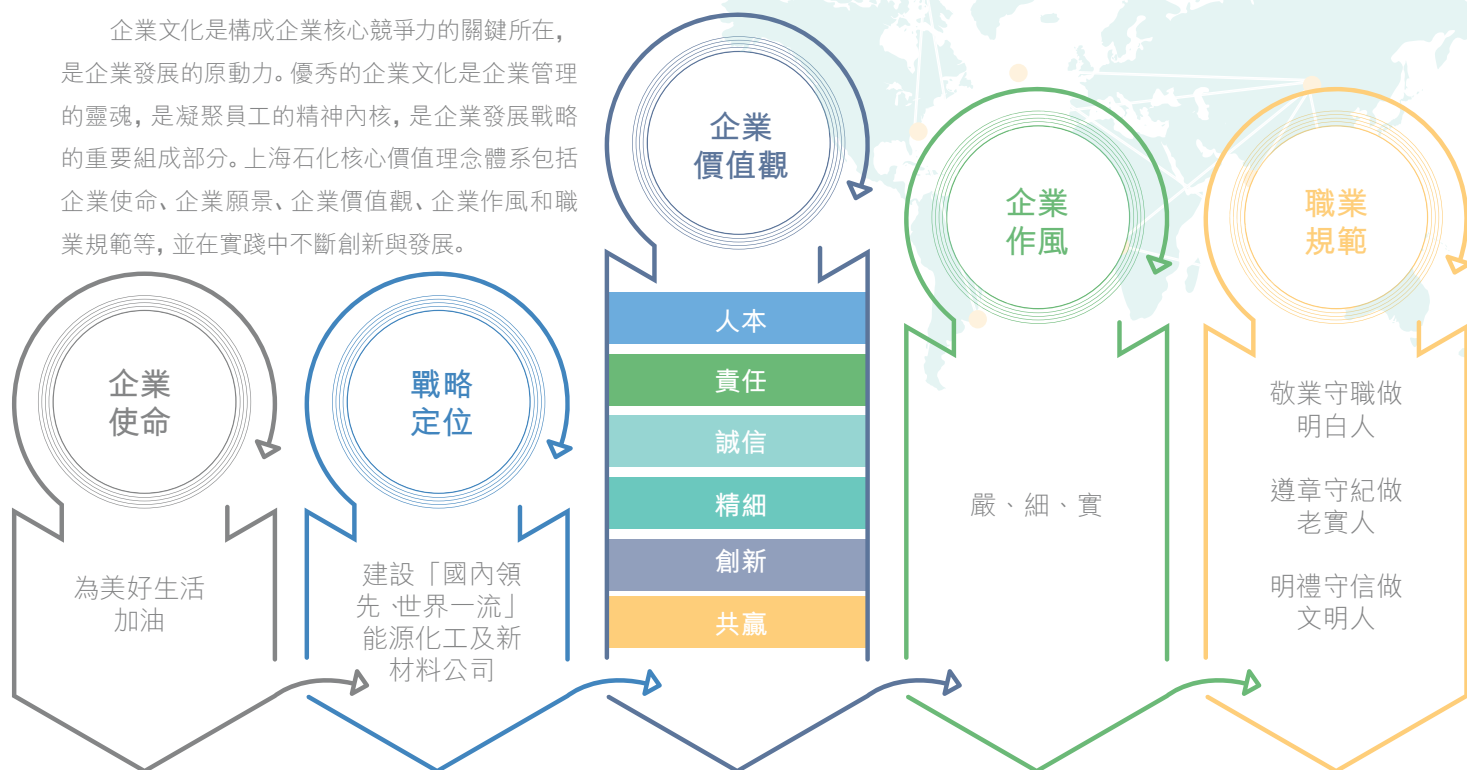 企業文化是構成企業核心競爭力的關鍵所在，
是企業發展的原動力。優秀的企業文化是企業管理
的靈魂，是凝聚員工的精神內核，是企業發展戰略
的重要組成部分。上海石化核心價值理念體系包括
企業使命、企業願景、企業價值觀、企業作風和職
業規範等，並在實踐中不斷創新與發展。
企業
使命
為美好生活
加油
戰略
定位
建設「國內領
先、世界一流」
能源化工及新
材料公司
企業
價值觀
人本
責任
誠信
精細
創新
共贏
企業
作風
嚴、細、實
職業
規範
敬業守職做
明白人
遵章守紀做
老實人
明禮守信做
文明人